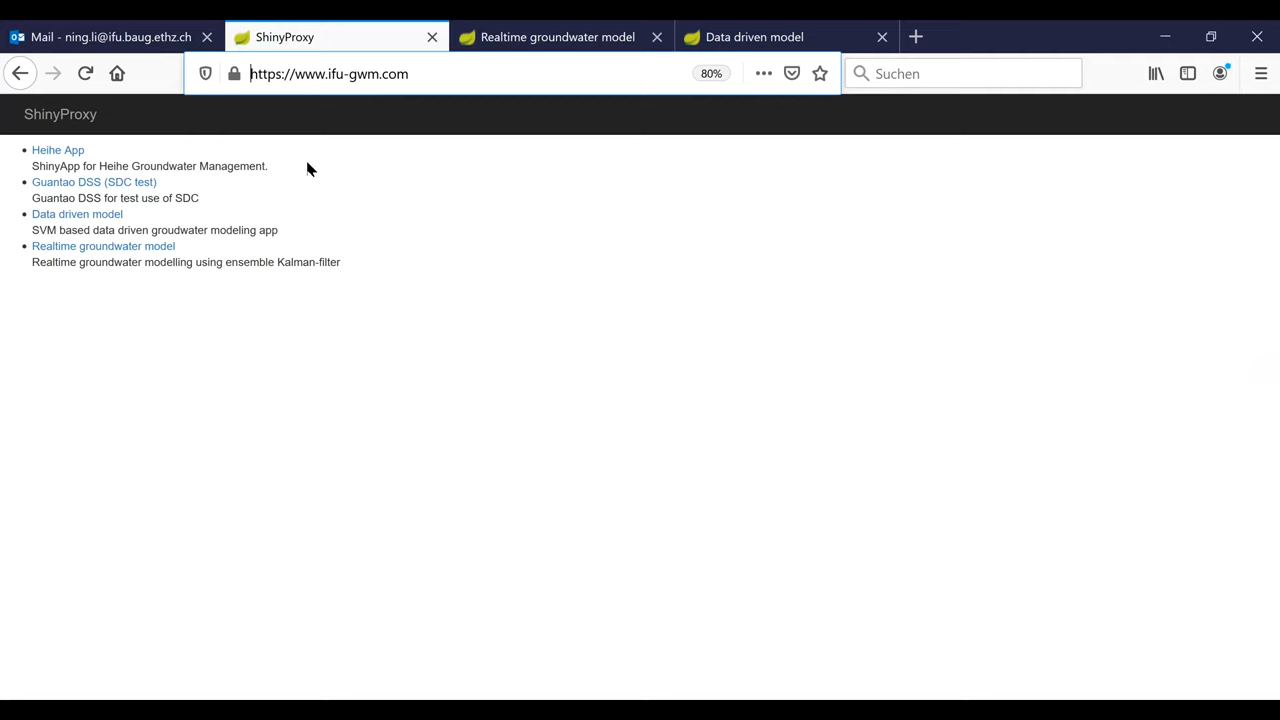 Mail - ning.li@ifu.baug.ethz.ch
ShinyProxy
Realtime groundwater model
Data driven model
https://www.ifu-gwm.com
80%
Suchen
ShinyProxy
Heihe App
ShinyApp for Heihe Groundwater Management.
Guantao DSS (SDC test)
Guantao DSS for test use of SDC
Data driven model
SVM based data driven groudwater modeling app
Realtime groundwater model
Realtime groundwater modelling using ensemble Kalman-filter